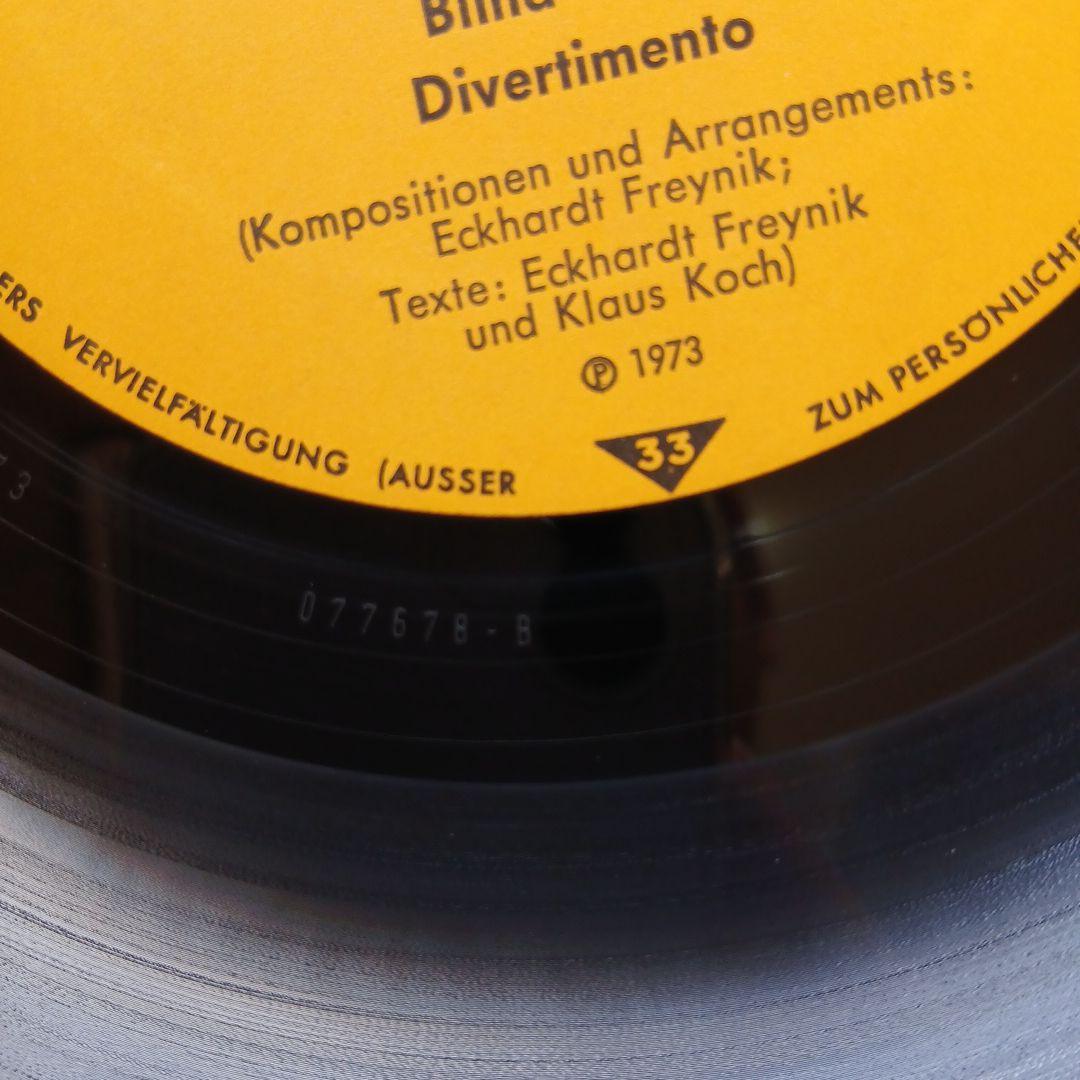 Divertimento
(Kompositionen und Arrangements:
Eckhardt Freynik;
Texte: Eckhardt Freynik
und Klaus Koch)
℗ 1973
33
VERVIELFÄLTIGUNG (AUSSER
ZUM PERSÖNLICHE
077678-B